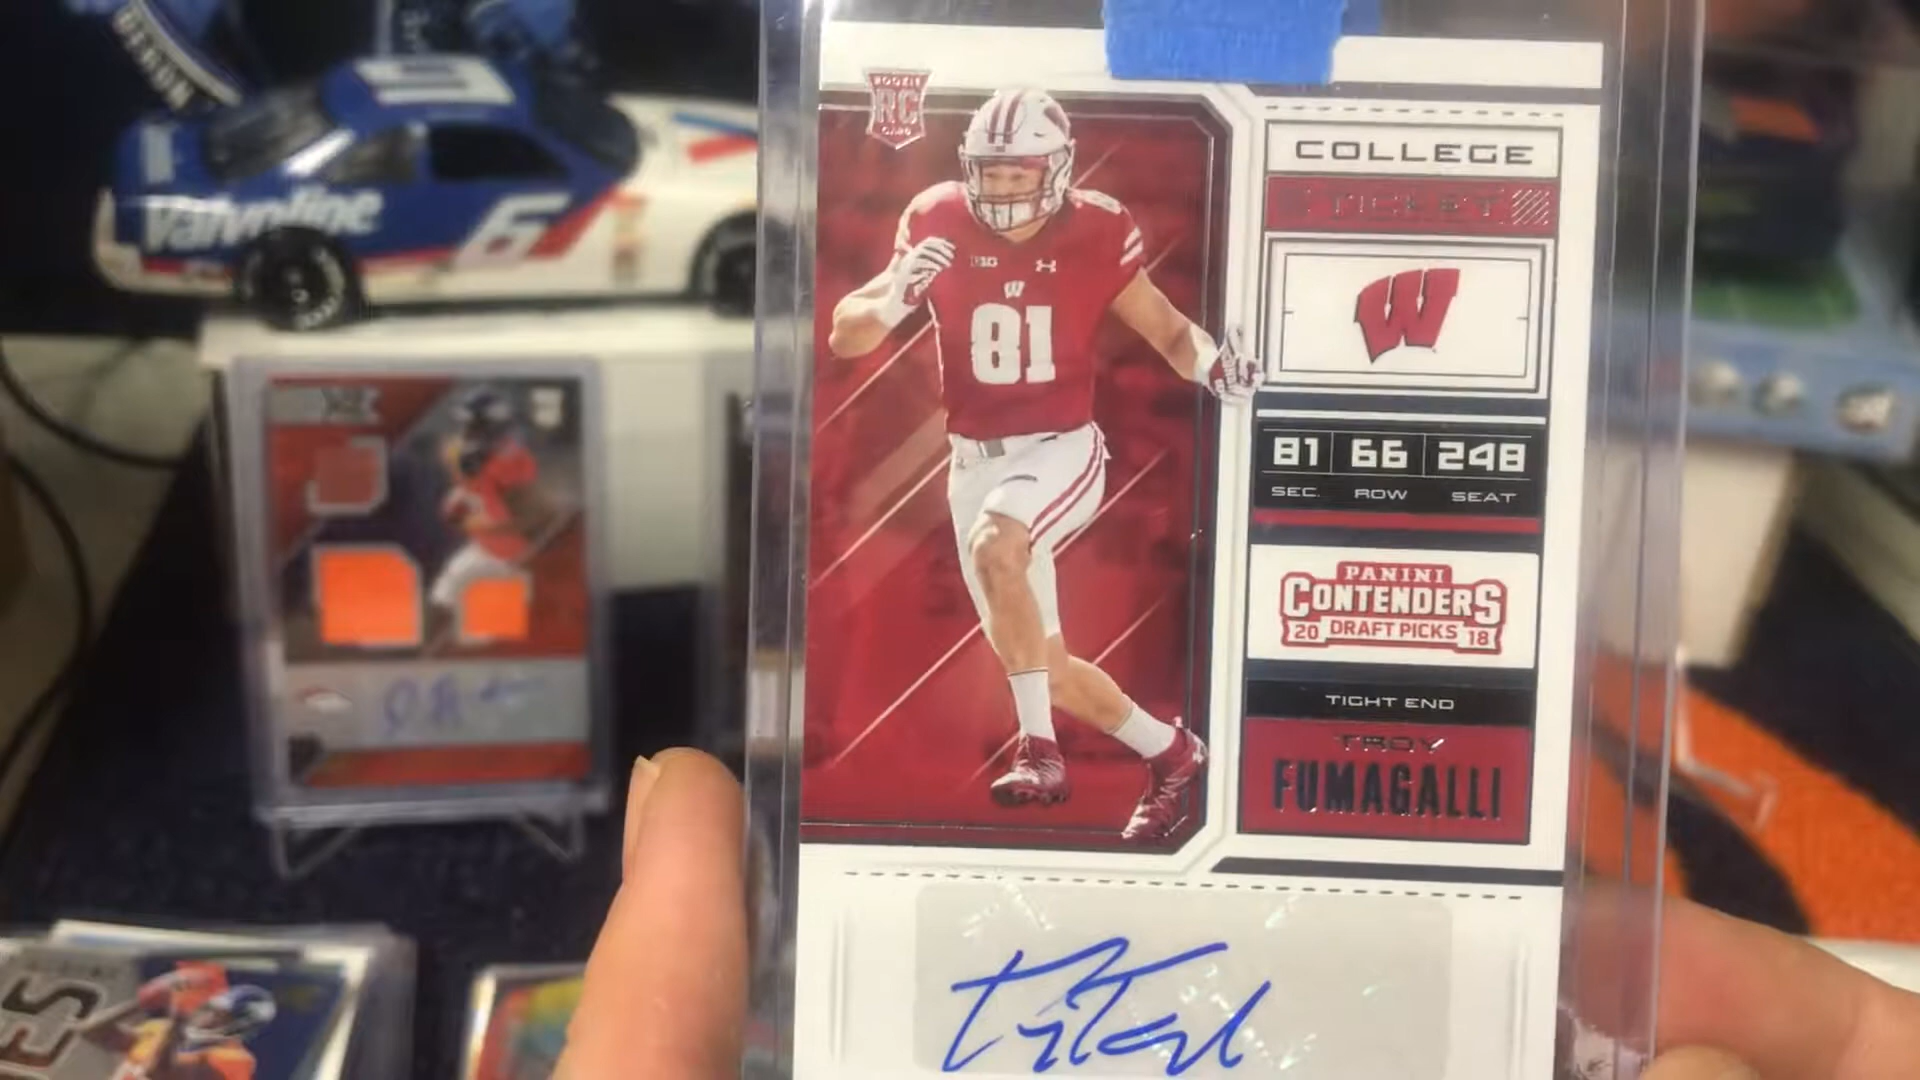 Valvoline
6
ROOKIE
RC
CARD
COLLEGE
TICKET
W
B1G
W
81
81 66 248
SEC. ROW SEAT
PANINI
CONTENDERS
20 DRAFT PICKS 18
TIGHT END
TROY
FUMAGALLI
ES